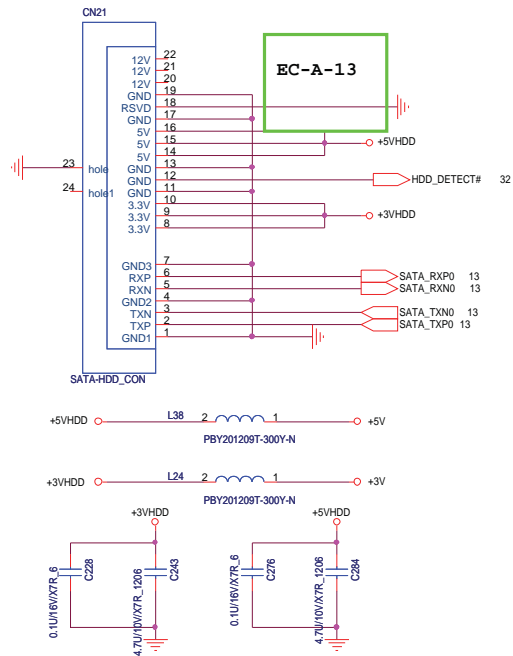 CN21
EC-A-13
12V 22
12V 21
12V 20
GND 19
RSVD 18
GND 17
5V 16
5V 15 +5VHDD
5V 14
23 hole GND 13
GND 12 HDD_DETECT# 32
24 hole1 GND 11
3.3V 10
3.3V 9 +3VHDD
3.3V 8
GND3 7
RXP 6 SATA_RXP0 13
RXN 5 SATA_RXN0 13
GND2 4
TXN 3 SATA_TXN0 13
TXP 2 SATA_TXP0 13
GND1 1
SATA-HDD_CON
+5VHDD L38 2 1 +5V
PBY201209T-300Y-N
+3VHDD L24 2 1 +3V
PBY201209T-300Y-N
+3VHDD
+5VHDD
0.1U/16V/X7R_6
C228
4.7U/10V/X7R_1206
C243
0.1U/16V/X7R_6
C276
4.7U/10V/X7R_1206
C284